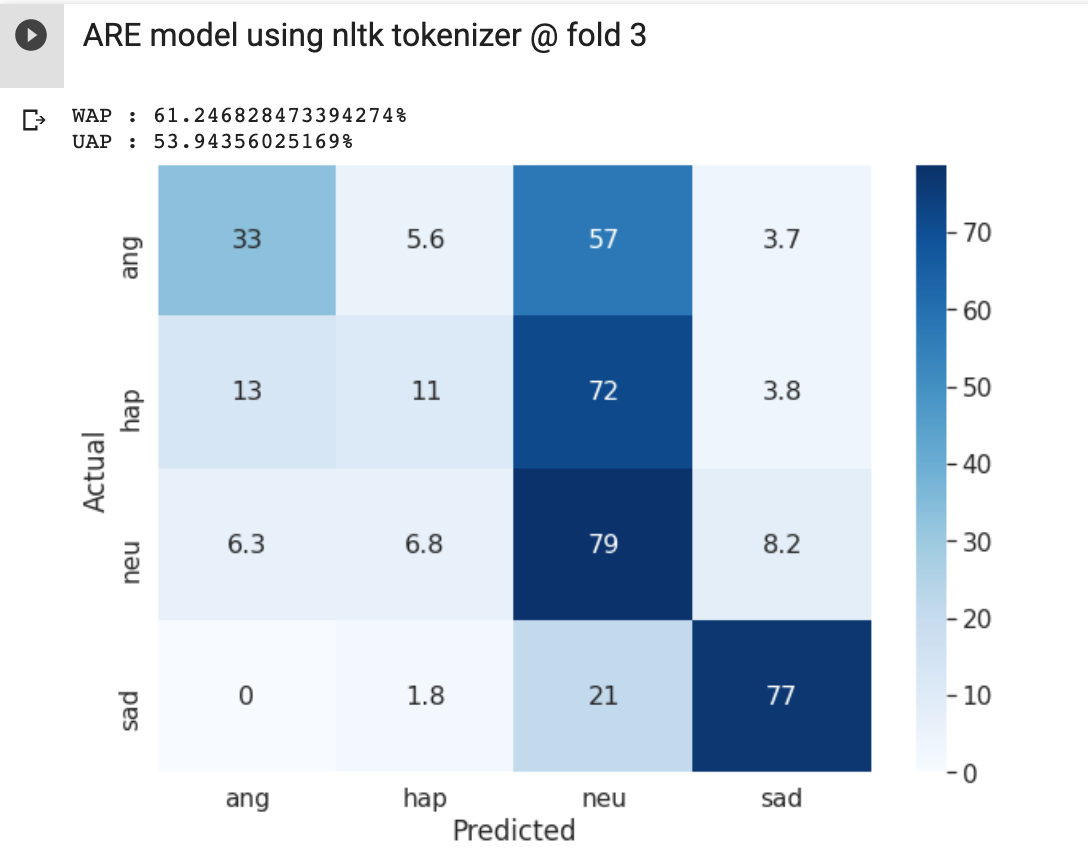 ARE model using nltk tokenizer @ fold 3
WAP : 61.246828473394274%
UAP : 53.94356025169%
ang 33 5.6 57 3.7
hap 13 11 72 3.8
neu 6.3 6.8 79 8.2
sad 0 1.8 21 77
Actual
ang hap neu sad
Predicted
70
60
50
40
30
20
10
0